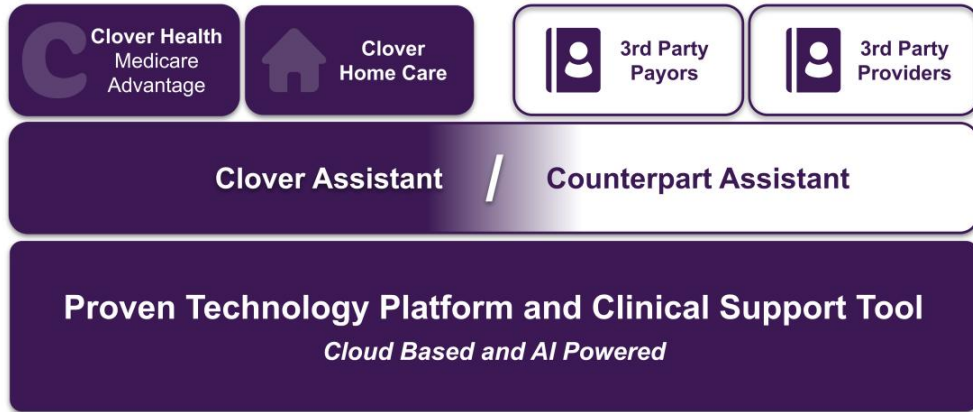 C
Clover Health
Medicare
Advantage
Clover
Home Care
3rd Party
Payors
3rd Party
Providers
Clover Assistant / Counterpart Assistant
Proven Technology Platform and Clinical Support Tool
Cloud Based and AI Powered